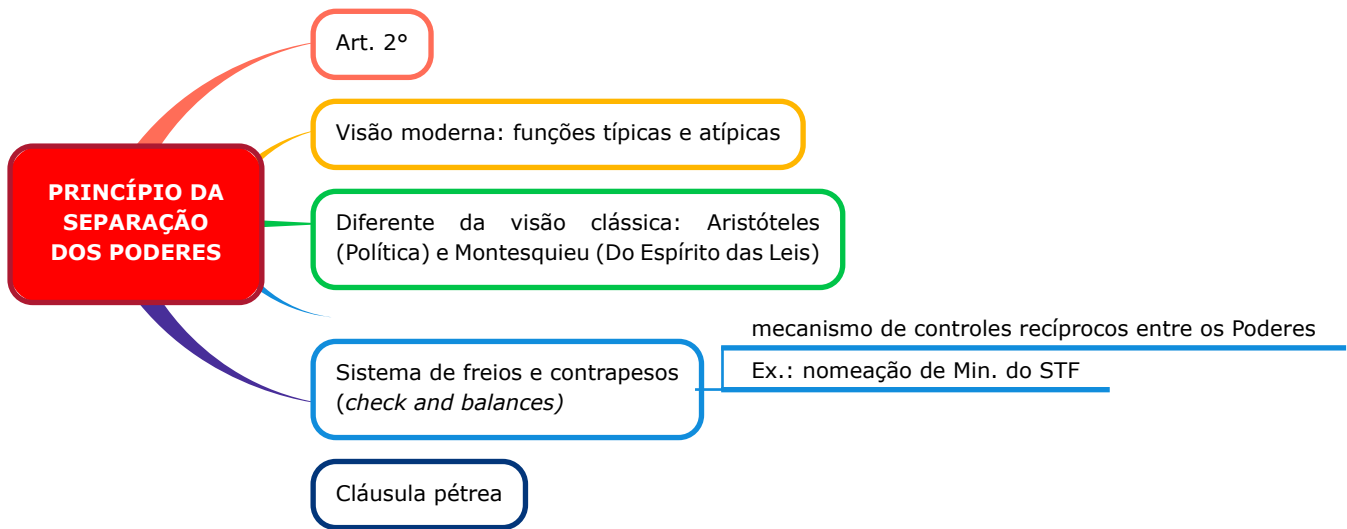 PRINCÍPIO DA
SEPARAÇÃO
DOS PODERES
Art. 2°
Visão moderna: funções típicas e atípicas
Diferente da visão clássica: Aristóteles
(Política) e Montesquieu (Do Espírito das Leis)
Sistema de freios e contrapesos
(check and balances)
mecanismo de controles recíprocos entre os Poderes
Ex.: nomeação de Min. do STF
Cláusula pétrea